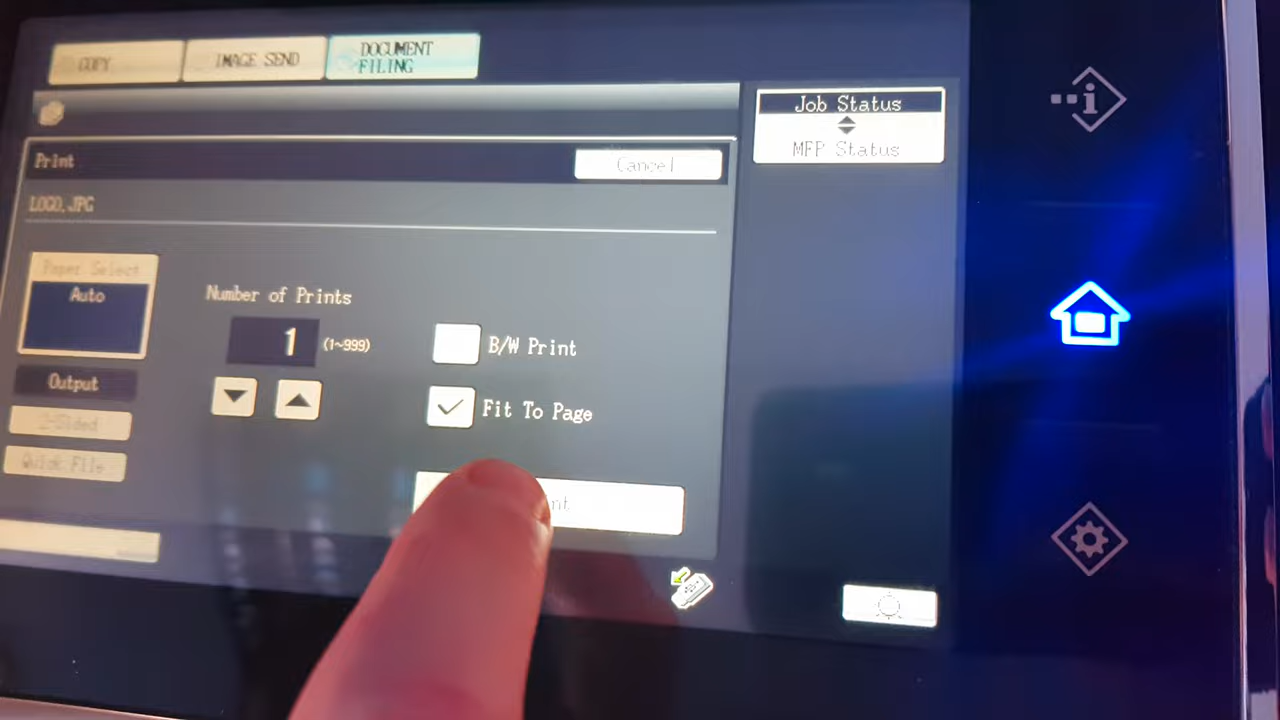 COPY
IMAGE SEND
DOCUMENT
FILING
Job Status
MFP Status
Print
Cancel
LOGO.JPG
Paper Select
Auto
Number of Prints
1 (1~999)
B/W Print
Output
Fit To Page
2-Sided
Quick File
nt